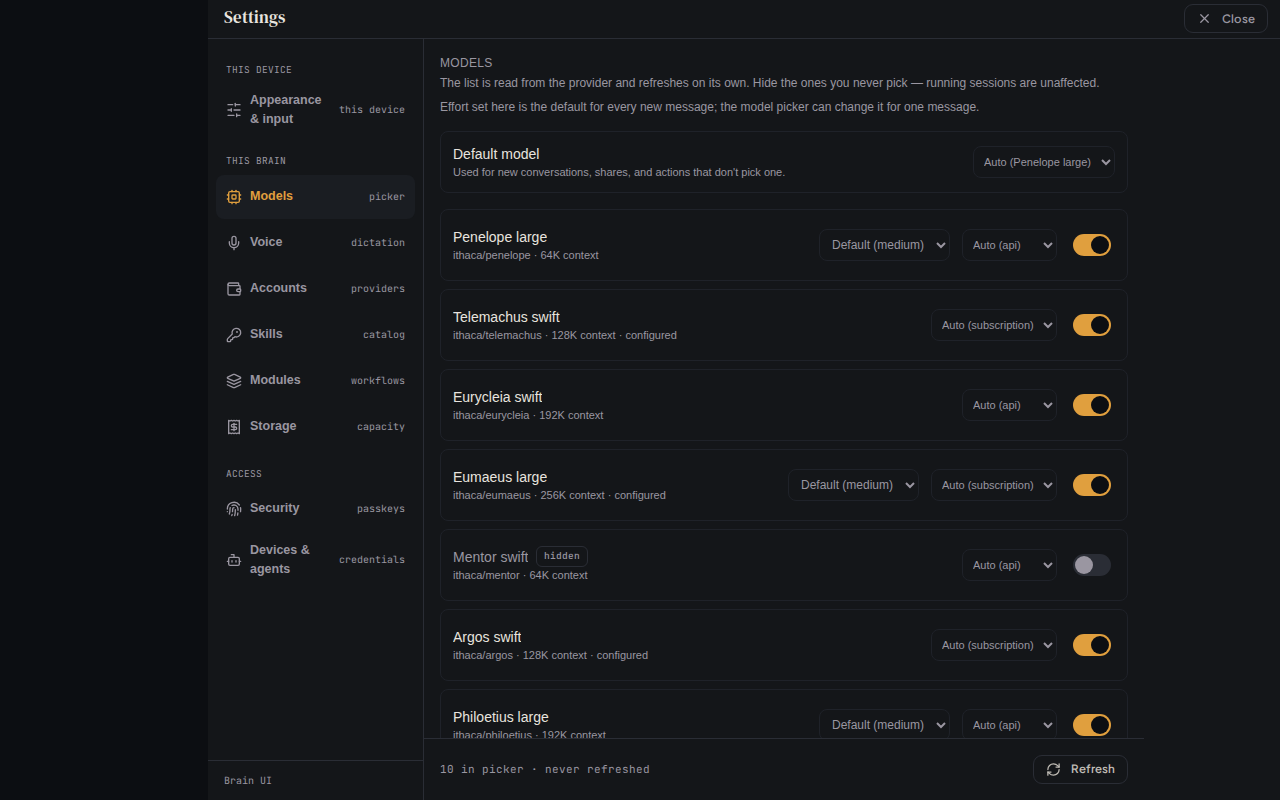 Settings
Close
THIS DEVICE
Appearance & input
this device
THIS BRAIN
Models
picker
Voice
dictation
Accounts
providers
Skills
catalog
Modules
workflows
Storage
capacity
ACCESS
Security
passkeys
Devices & agents
credentials
Brain UI
MODELS
The list is read from the provider and refreshes on its own. Hide the ones you never pick — running sessions are unaffected.
Effort set here is the default for every new message; the model picker can change it for one message.
Default model
Used for new conversations, shares, and actions that don't pick one.
Auto (Penelope large)
Penelope large
ithaca/penelope · 64K context
Default (medium)
Auto (api)
Telemachus swift
ithaca/telemachus · 128K context · configured
Auto (subscription)
Eurycleia swift
ithaca/eurycleia · 192K context
Auto (api)
Eumaeus large
ithaca/eumaeus · 256K context · configured
Default (medium)
Auto (subscription)
Mentor swift hidden
ithaca/mentor · 64K context
Auto (api)
Argos swift
ithaca/argos · 128K context · configured
Auto (subscription)
Philoetius large
ithaca/philoetius · 192K context
Default (medium)
Auto (api)
10 in picker · never refreshed
Refresh